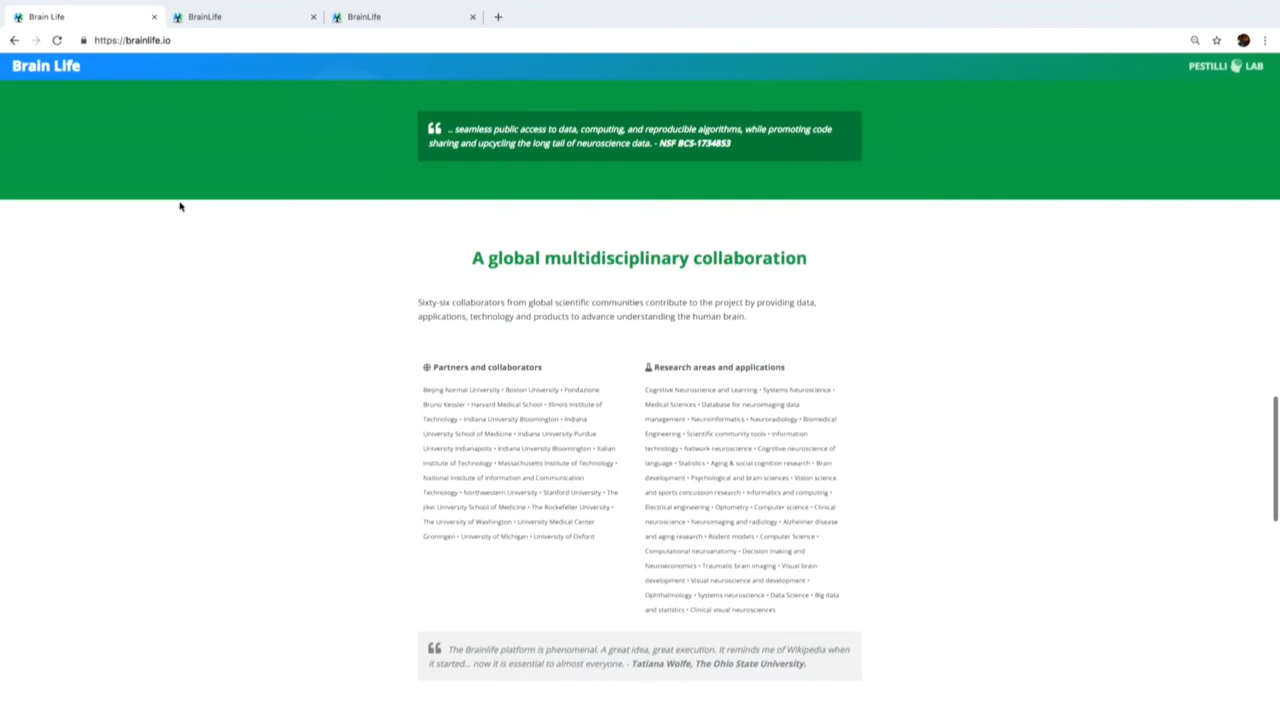 Brain Life
BrainLife
BrainLife
https://brainlife.io
Brain Life
PESTILLI LAB
.. seamless public access to data, computing, and reproducible algorithms, while promoting code
sharing and upcycling the long tail of neuroscience data. - NSF BCS-1734853
A global multidisciplinary collaboration
Sixty-six collaborators from global scientific communities contribute to the project by providing data,
applications, technology and products to advance understanding the human brain.
Partners and collaborators
Beijing Normal University • Boston University • Fondazione
Bruno Kessler • Harvard Medical School • Illinois Institute of
Technology • Indiana University Bloomington • Indiana
University School of Medicine • Indiana University-Purdue
University Indianapolis • Indiana University Bloomington • Italian
Institute of Technology • Massachusetts Institute of Technology •
National Institute of Information and Communication
Technology • Northwestern University • Stanford University • The
Jikei University School of Medicine • The Rockefeller University •
The University of Washington • University Medical Center
Groningen • University of Michigan • University of Oxford
Research areas and applications
Cognitive Neuroscience and Learning • Systems Neuroscience •
Medical Sciences • Database for neuroimaging data
management • Neuroinformatics • Neuroradiology • Biomedical
Engineering • Scientific community tools • Information
technology • Network neuroscience • Cognitive neuroscience of
language • Statistics • Aging & social cognition research • Brain
development • Psychological and brain sciences • Vision science
and sports concussion research • Informatics and computing •
Electrical engineering • Optometry • Computer science • Clinical
neuroscience • Neuroimaging and radiology • Alzheimer disease
and aging research • Rodent models • Computer Science •
Computational neuroanatomy • Decision making and
Neuroeconomics • Traumatic brain imaging • Visual brain
development • Visual neuroscience and development •
Ophthalmology • Systems neuroscience • Data Science • Big data
and statistics • Clinical visual neurosciences
The Brainlife platform is phenomenal. A great idea, great execution. It reminds me of Wikipedia when
it started... now it is essential to almost everyone. - Tatiana Wolfe, The Ohio State University.